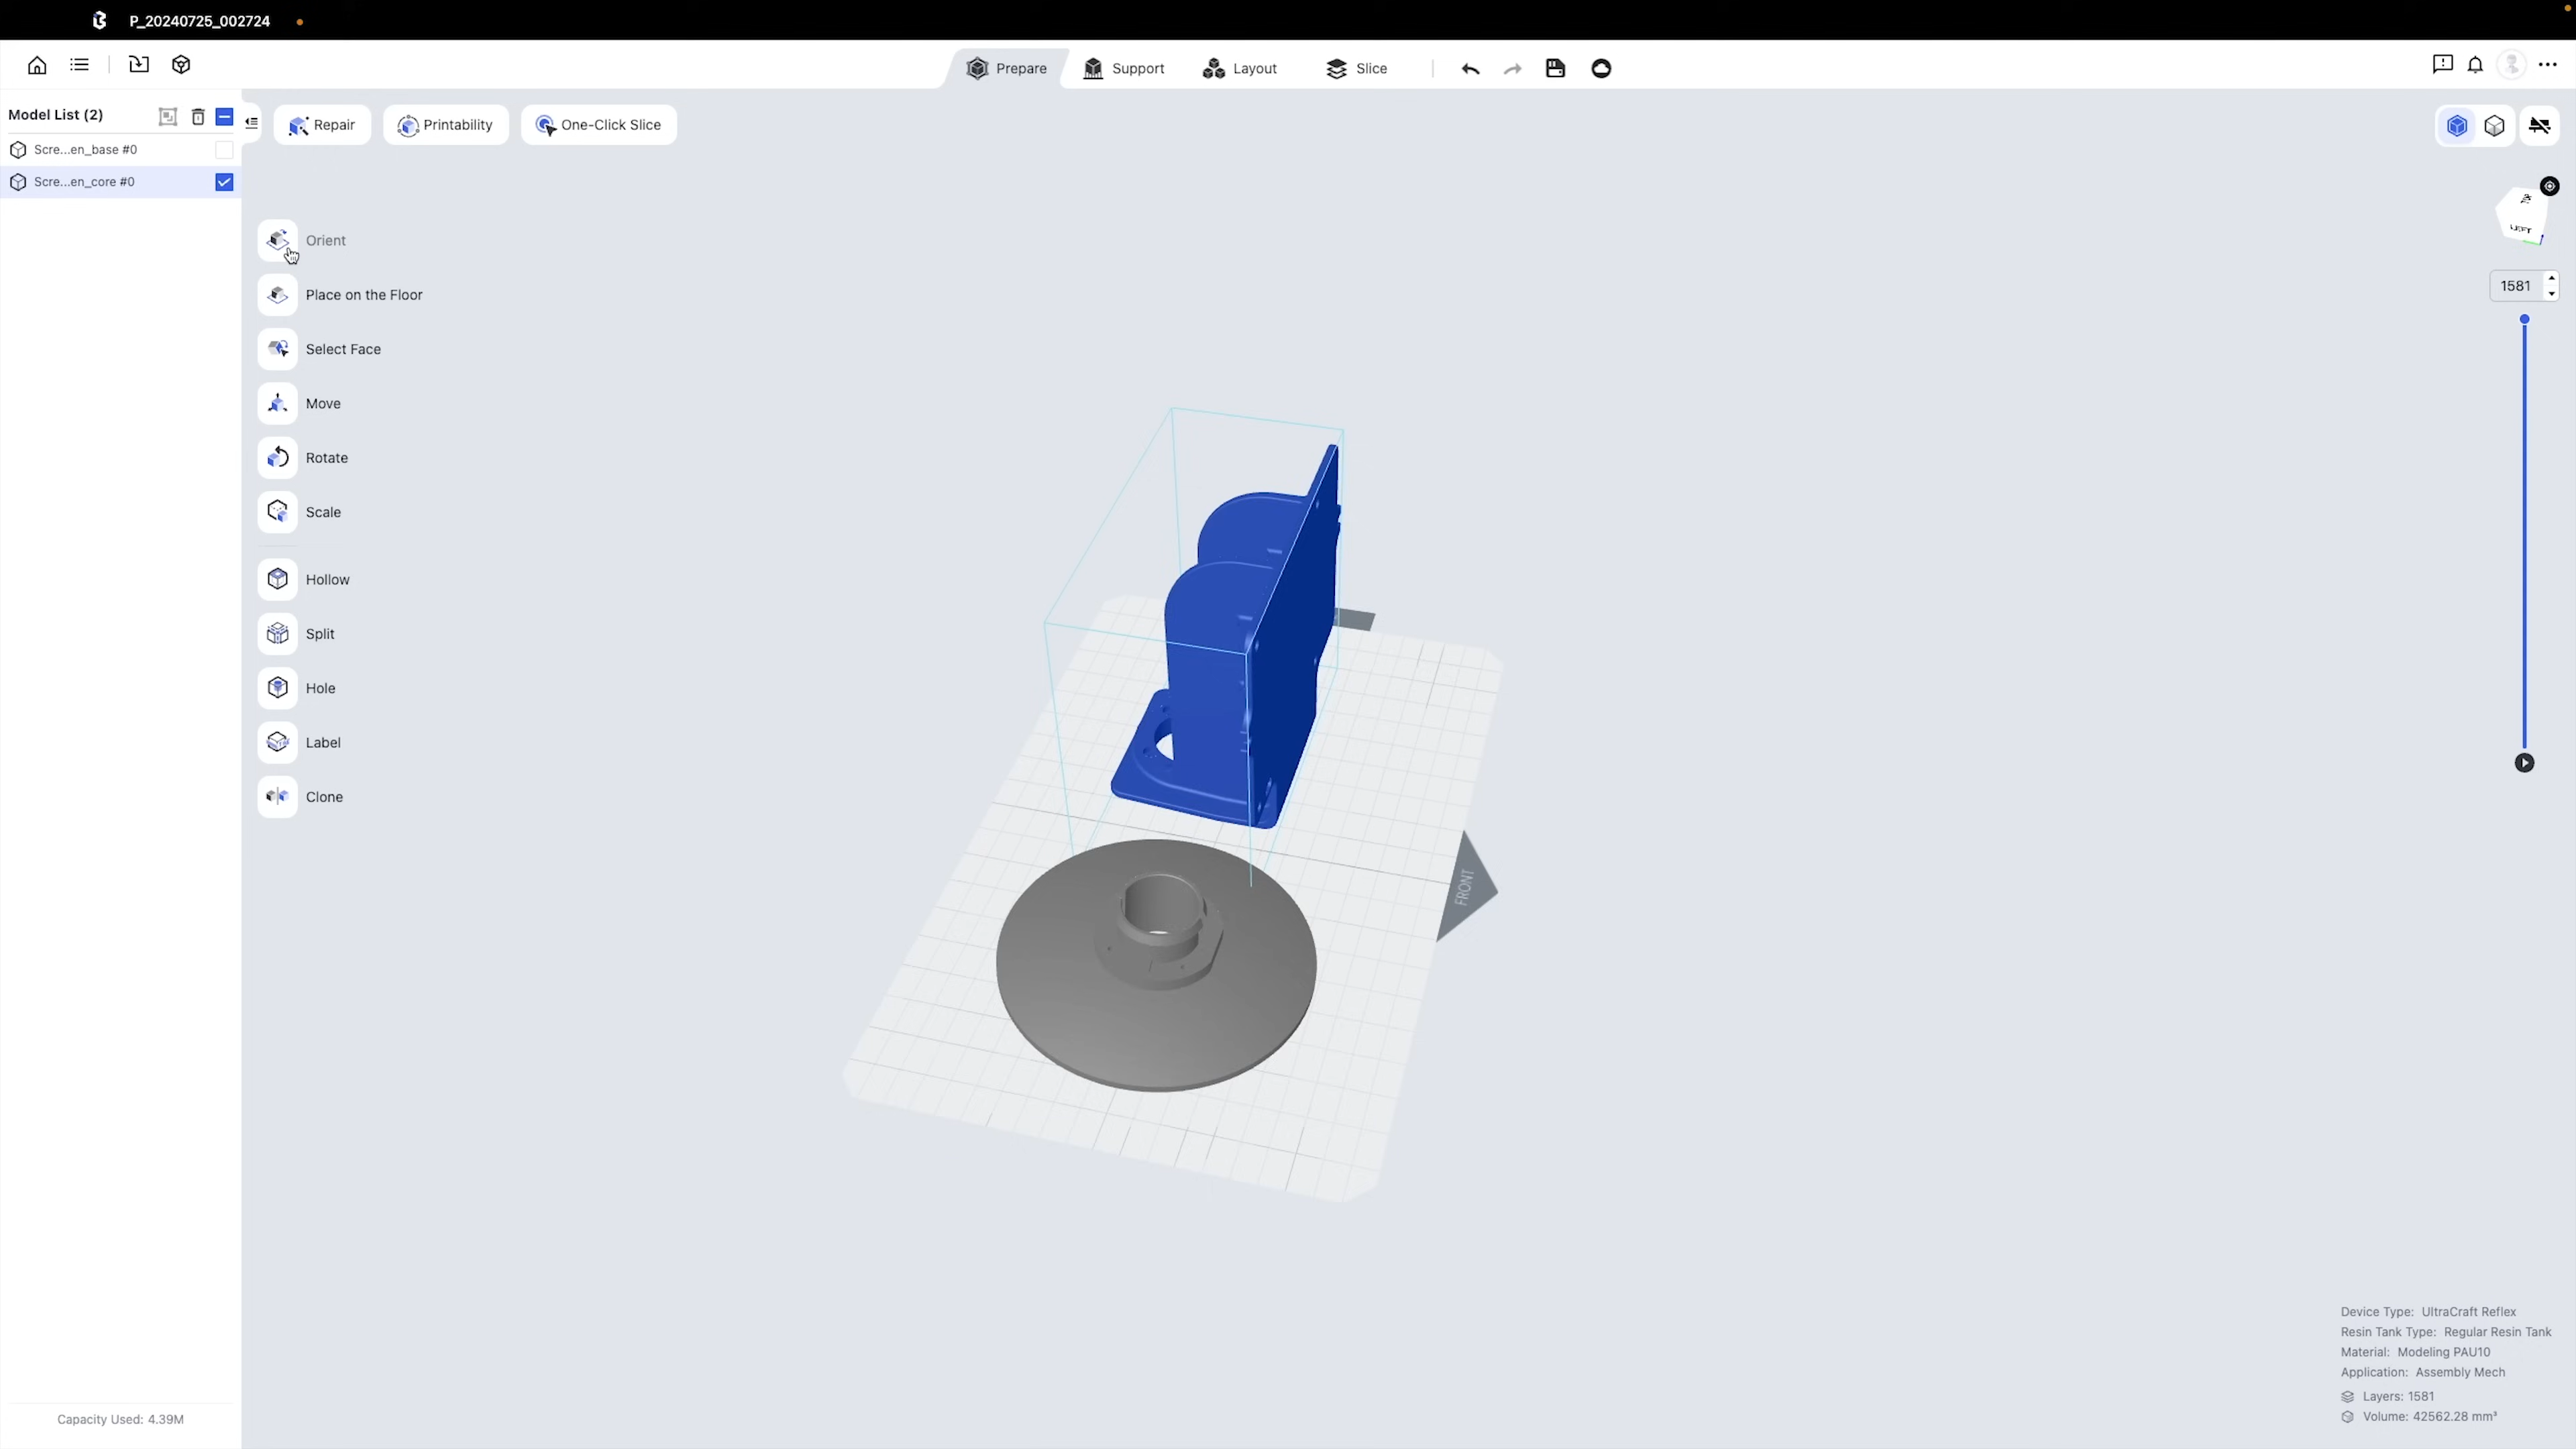 P_20240725_002724
Prepare
Support
Layout
Slice
Model List (2)
Repair
Printability
One-Click Slice
Scre...en_base #0
Scre...en_core #0
Orient
Place on the Floor
Select Face
Move
Rotate
Scale
Hollow
Split
Hole
Label
Clone
LEFT
1581
FRONT
Device Type: UltraCraft Reflex
Resin Tank Type: Regular Resin Tank
Material: Modeling PAU10
Application: Assembly Mech
Layers: 1581
Volume: 42562.28 mm³
Capacity Used: 4.39M